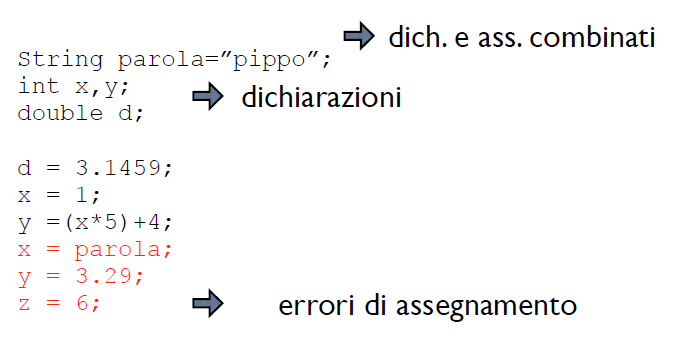 dich. e ass. combinati
String parola=”pippo”;
int x,y;
dichiarazioni
double d;
d = 3.1459;
x = 1;
y =(x*5)+4;
x = parola;
y = 3.29;
z = 6;
errori di assegnamento